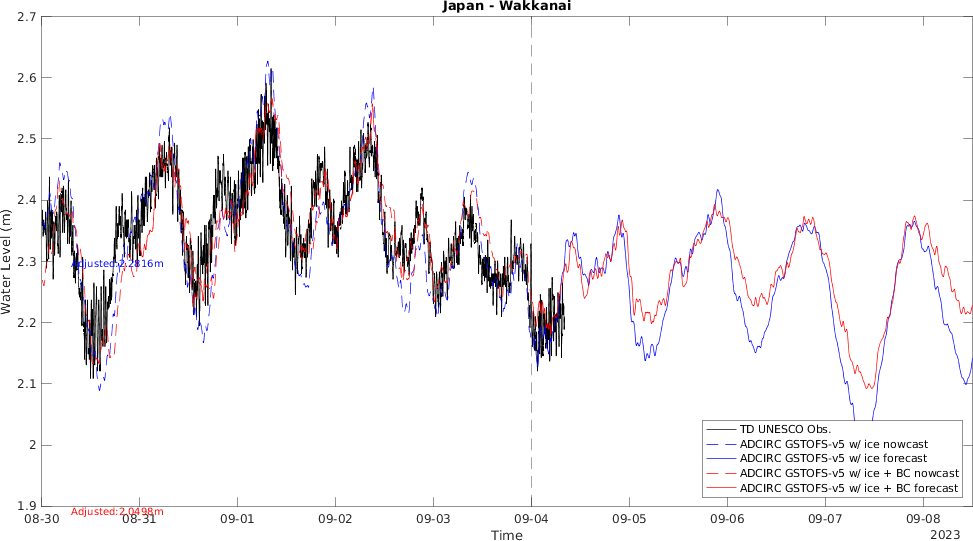 Japan - Wakkanai
2.7
2.6
2.5
2.4
2.3
2.2
2.1
2
1.9
Water Level (m)
Adjusted:2.2816m
Adjusted:2.0498m
TD UNESCO Obs.
ADCIRC GSTOFS-v5 w/ ice nowcast
ADCIRC GSTOFS-v5 w/ ice forecast
ADCIRC GSTOFS-v5 w/ ice + BC nowcast
ADCIRC GSTOFS-v5 w/ ice + BC forecast
08-30 08-31 09-01 09-02 09-03 09-04 09-05 09-06 09-07 09-08
Time
2023